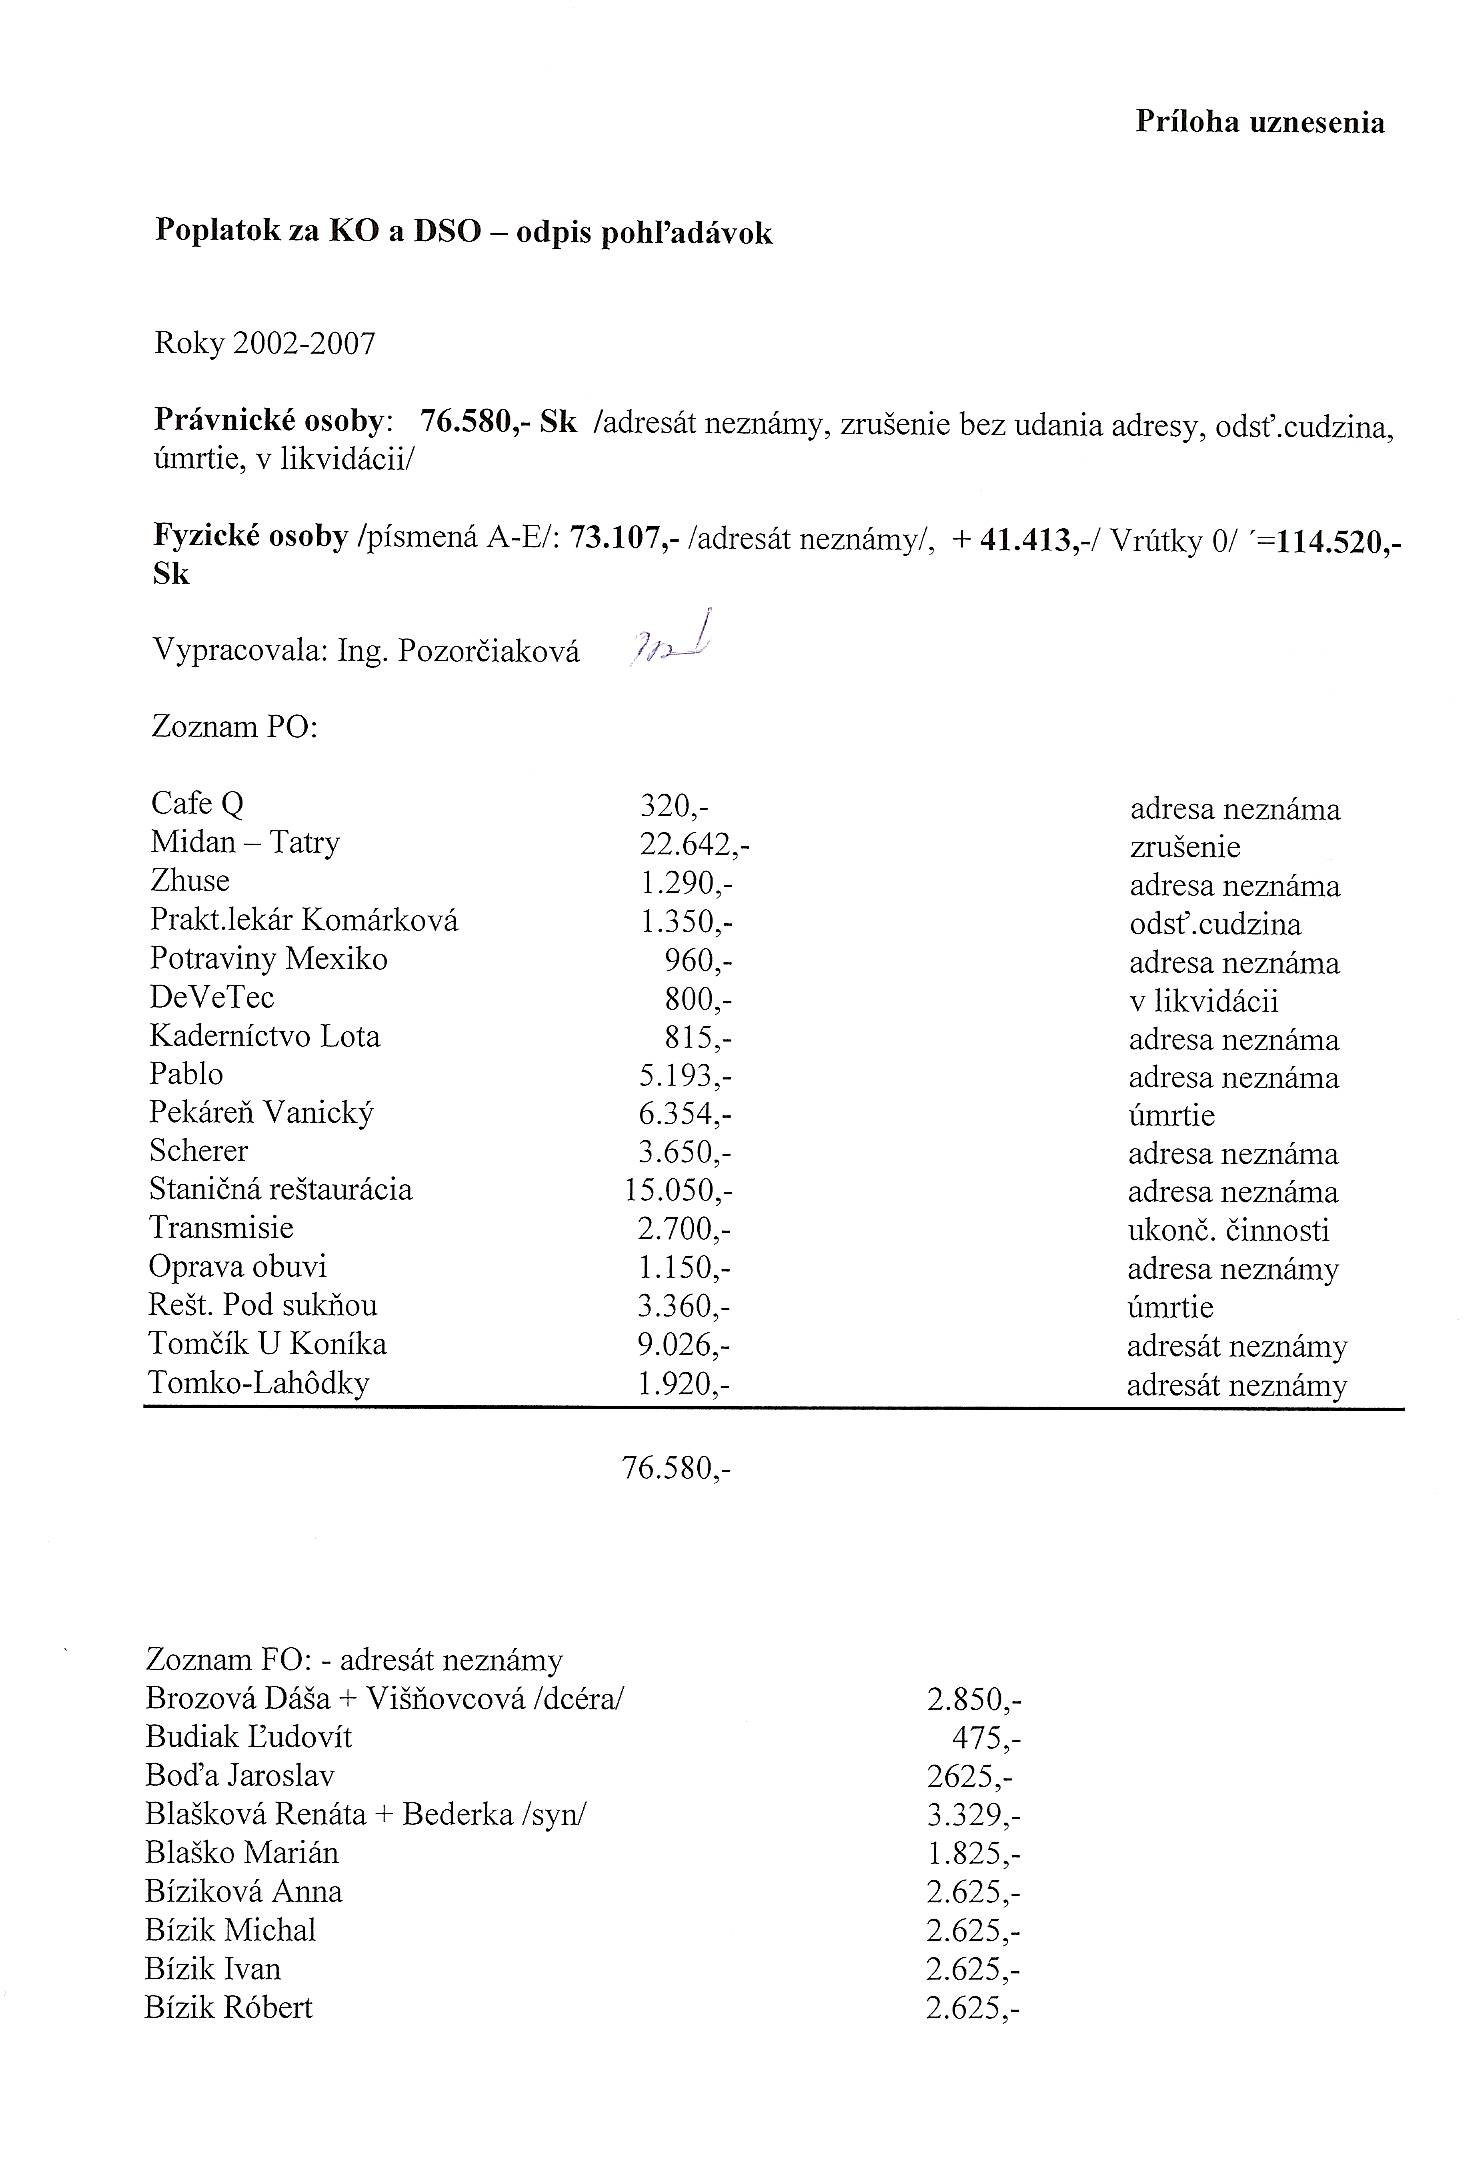 Príloha uznesenia
Poplatok za KO a DSO – odpis pohľadávok
Roky 2002-2007
Právnické osoby: 76.580,- Sk /adresát neznámy, zrušenie bez udania adresy, odsť.cudzina,
úmrtie, v likvidácii/
Fyzické osoby /písmená A-E/: 73.107,- /adresát neznámy/, + 41.413,-/ Vrútky 0/ ´=114.520,-
Sk
Vypracovala: Ing. Pozorčiaková
Zoznam PO:
Cafe Q 320,- adresa neznáma
Midan – Tatry 22.642,- zrušenie
Zhuse 1.290,- adresa neznáma
Prakt.lekár Komárková 1.350,- odsť.cudzina
Potraviny Mexiko 960,- adresa neznáma
DeVeTec 800,- v likvidácii
Kaderníctvo Lota 815,- adresa neznáma
Pablo 5.193,- adresa neznáma
Pekáreň Vanický 6.354,- úmrtie
Scherer 3.650,- adresa neznáma
Staničná reštaurácia 15.050,- adresa neznáma
Transmisie 2.700,- ukonč. činnosti
Oprava obuvi 1.150,- adresa neznámy
Rešt. Pod sukňou 3.360,- úmrtie
Tomčík U Koníka 9.026,- adresát neznámy
Tomko-Lahôdky 1.920,- adresát neznámy
76.580,-
Zoznam FO: - adresát neznámy
Brozová Dáša + Višňovcová /dcéra/ 2.850,-
Budiak Ľudovít 475,-
Boďa Jaroslav 2625,-
Blašková Renáta + Bederka /syn/ 3.329,-
Blaško Marián 1.825,-
Bíziková Anna 2.625,-
Bízik Michal 2.625,-
Bízik Ivan 2.625,-
Bízik Róbert 2.625,-